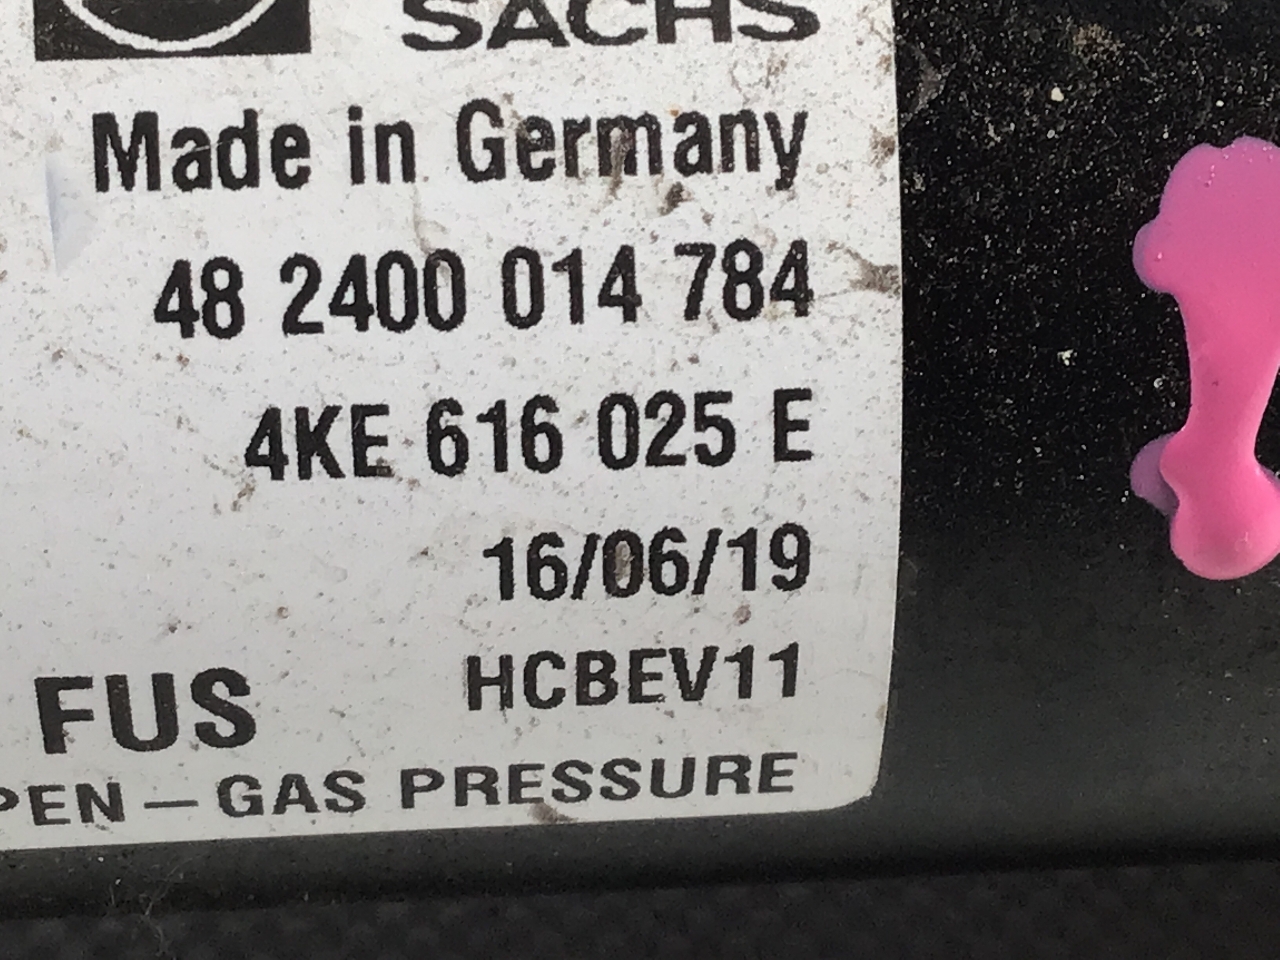 SACHS
Made in Germany
48 2400 014 784
4KE 616 025 E
16/06/19
FUS HCBEV11
PEN – GAS PRESSURE